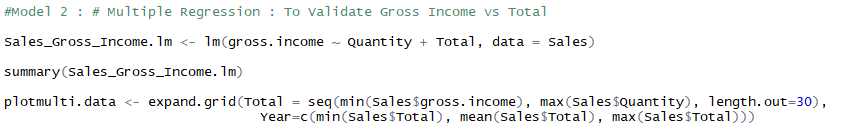 #Model 2 : # Multiple Regression : To Validate Gross Income vs Total
Sales_Gross_Income.lm <- lm(gross.income ~ Quantity + Total, data = Sales)
summary(Sales_Gross_Income.lm)
plotmulti.data <- expand.grid(Total = seq(min(Sales$gross.income), max(Sales$Quantity), length.out=30),
Year=c(min(Sales$Total), mean(Sales$Total), max(Sales$Total)))